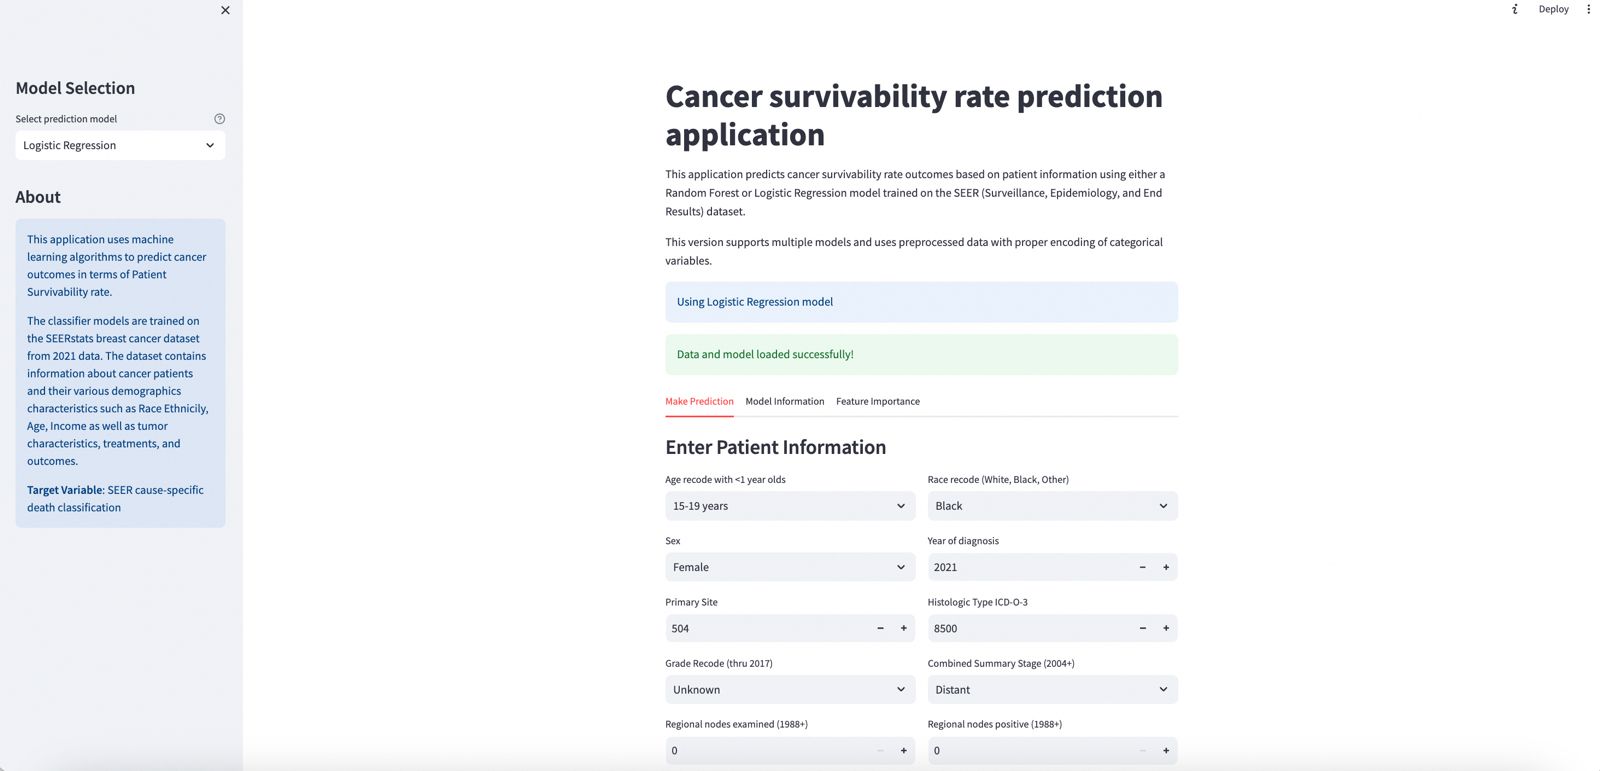 Deploy
Model Selection
Select prediction model
Logistic Regression
About
This application uses machine
learning algorithms to predict cancer
outcomes in terms of Patient
Survivability rate.
The classifier models are trained on
the SEERstats breast cancer dataset
from 2021 data. The dataset contains
information about cancer patients
and their various demographics
characteristics such as Race Ethnicily,
Age, Income as well as tumor
characteristics, treatments, and
outcomes.
Target Variable: SEER cause-specific
death classification
Cancer survivability rate prediction
application
This application predicts cancer survivability rate outcomes based on patient information using either a
Random Forest or Logistic Regression model trained on the SEER (Surveillance, Epidemiology, and End
Results) dataset.
This version supports multiple models and uses preprocessed data with proper encoding of categorical
variables.
Using Logistic Regression model
Data and model loaded successfully!
Make Prediction Model Information Feature Importance
Enter Patient Information
Age recode with <1 year olds Race recode (White, Black, Other)
15-19 years Black
Sex Year of diagnosis
Female 2021
Primary Site Histologic Type ICD-O-3
504 8500
Grade Recode (thru 2017) Combined Summary Stage (2004+)
Unknown Distant
Regional nodes examined (1988+) Regional nodes positive (1988+)
0 0